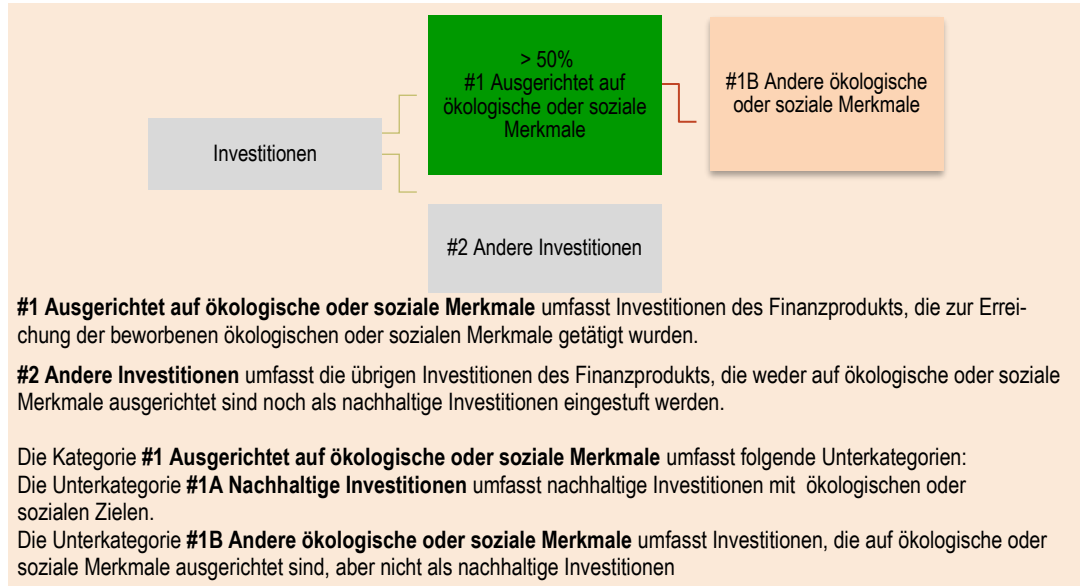 > 50%
#1 Ausgerichtet auf
ökologische oder soziale
Merkmale
#1B Andere ökologische
oder soziale Merkmale
Investitionen
#2 Andere Investitionen
#1 Ausgerichtet auf ökologische oder soziale Merkmale umfasst Investitionen des Finanzprodukts, die zur Errei-
chung der beworbenen ökologischen oder sozialen Merkmale getätigt wurden.
#2 Andere Investitionen umfasst die übrigen Investitionen des Finanzprodukts, die weder auf ökologische oder soziale
Merkmale ausgerichtet sind noch als nachhaltige Investitionen eingestuft werden.
Die Kategorie #1 Ausgerichtet auf ökologische oder soziale Merkmale umfasst folgende Unterkategorien:
Die Unterkategorie #1A Nachhaltige Investitionen umfasst nachhaltige Investitionen mit ökologischen oder
sozialen Zielen.
Die Unterkategorie #1B Andere ökologische oder soziale Merkmale umfasst Investitionen, die auf ökologische oder
soziale Merkmale ausgerichtet sind, aber nicht als nachhaltige Investitionen